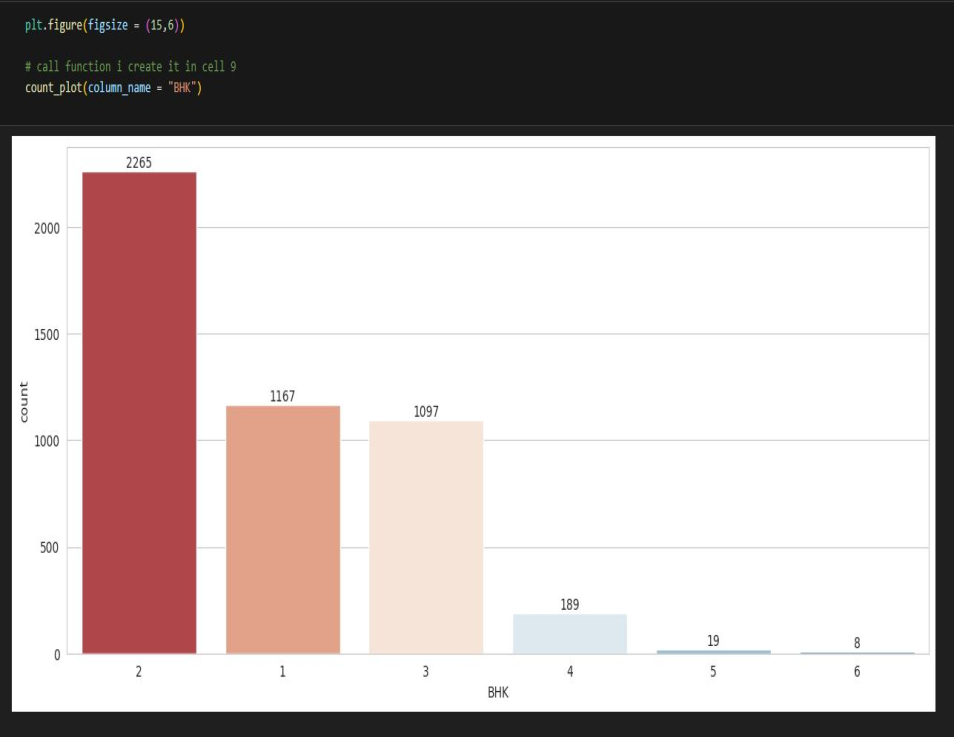 plt.figure(figsize = (15,6))
# call function i create it in cell 9
count_plot(column_name = "BHK")
2265
2000
1500
1167
1097
count
1000
500
189
19
8
0
2 1 3 4 5 6
BHK